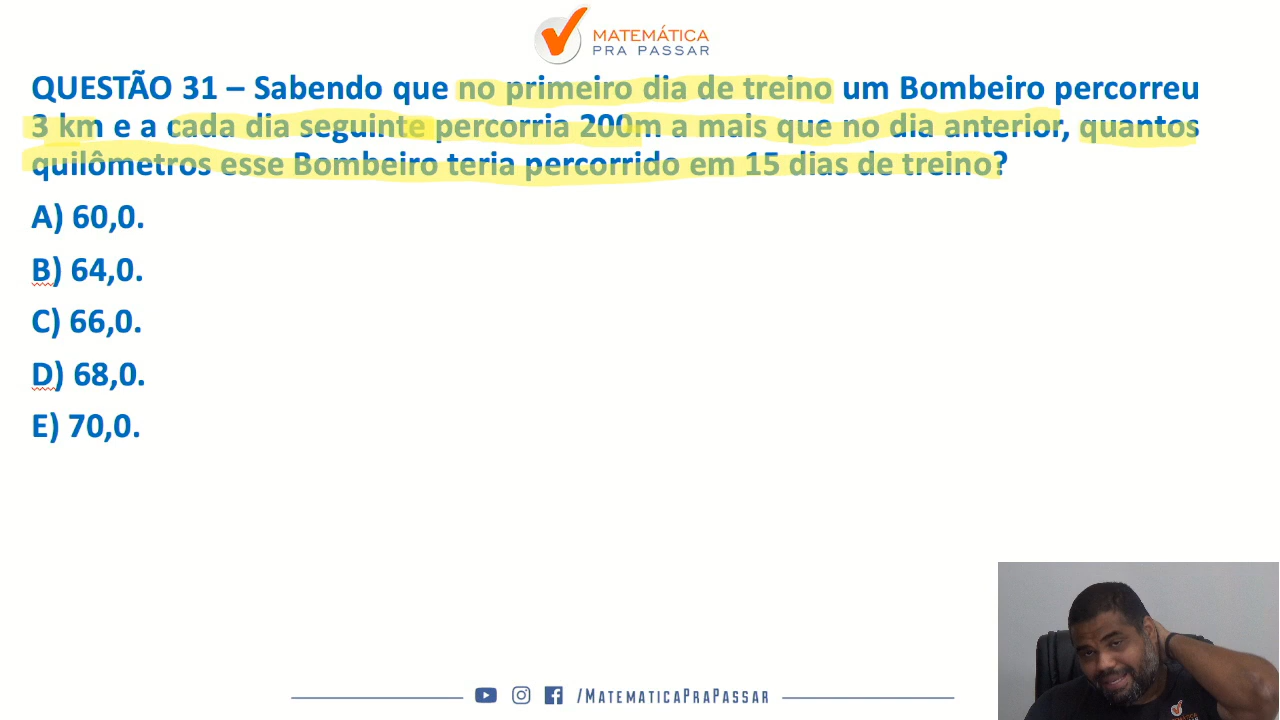 MATEMÁTICA
PRA PASSAR
QUESTÃO 31 – Sabendo que no primeiro dia de treino um Bombeiro percorreu
3 km e a cada dia seguinte percorria 200m a mais que no dia anterior, quantos
quilômetros esse Bombeiro teria percorrido em 15 dias de treino?
A) 60,0.
B) 64,0.
C) 66,0.
D) 68,0.
E) 70,0.
/MATEMATICAPRAPASSAR